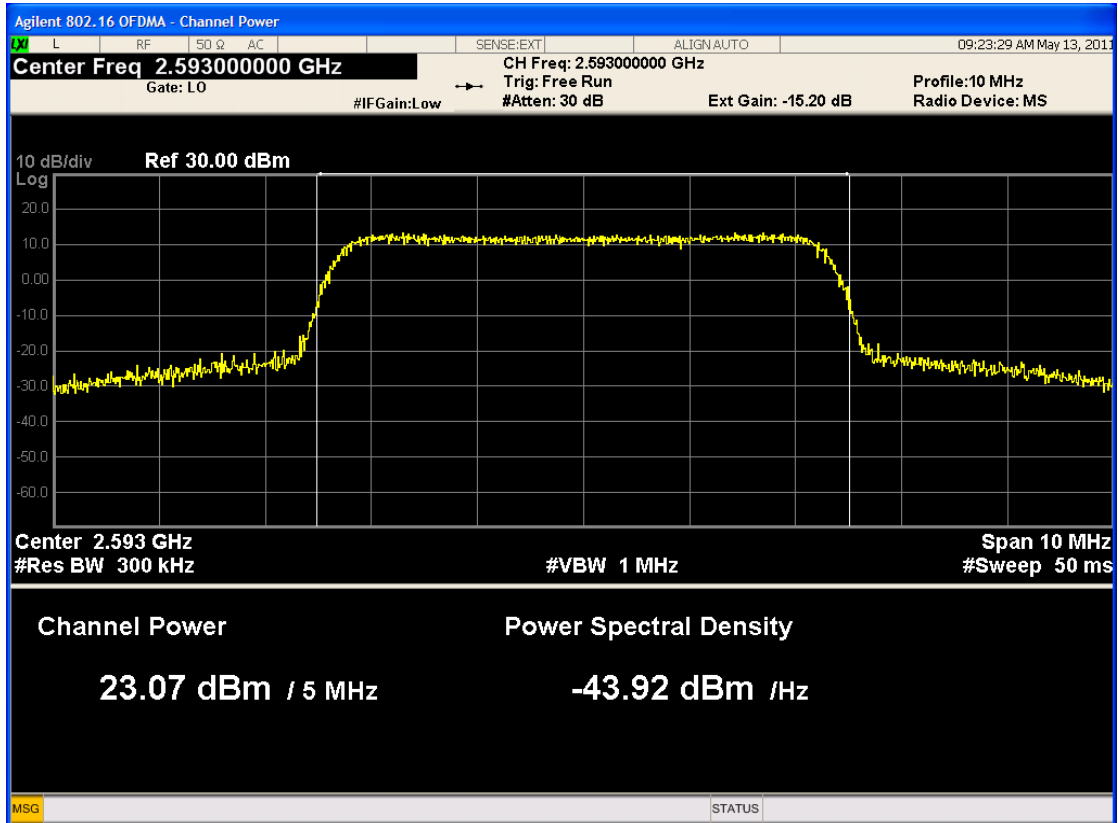 Agilent 802.16 OFDMA - Channel Power
LXI L RF 50 Ω AC SENSE:EXT ALIGN AUTO 09:23:29 AM May 13, 2011
Center Freq 2.593000000 GHz CH Freq: 2.593000000 GHz
Gate: LO Trig: Free Run Profile:10 MHz
#IFGain:Low #Atten: 30 dB Ext Gain: -15.20 dB Radio Device: MS
10 dB/div Ref 30.00 dBm
Log
20.0
10.0
0.00
-10.0
-20.0
-30.0
-40.0
-50.0
-60.0
Center 2.593 GHz Span 10 MHz
#Res BW 300 kHz #VBW 1 MHz #Sweep 50 ms
Channel Power Power Spectral Density
23.07 dBm / 5 MHz -43.92 dBm /Hz
MSG STATUS